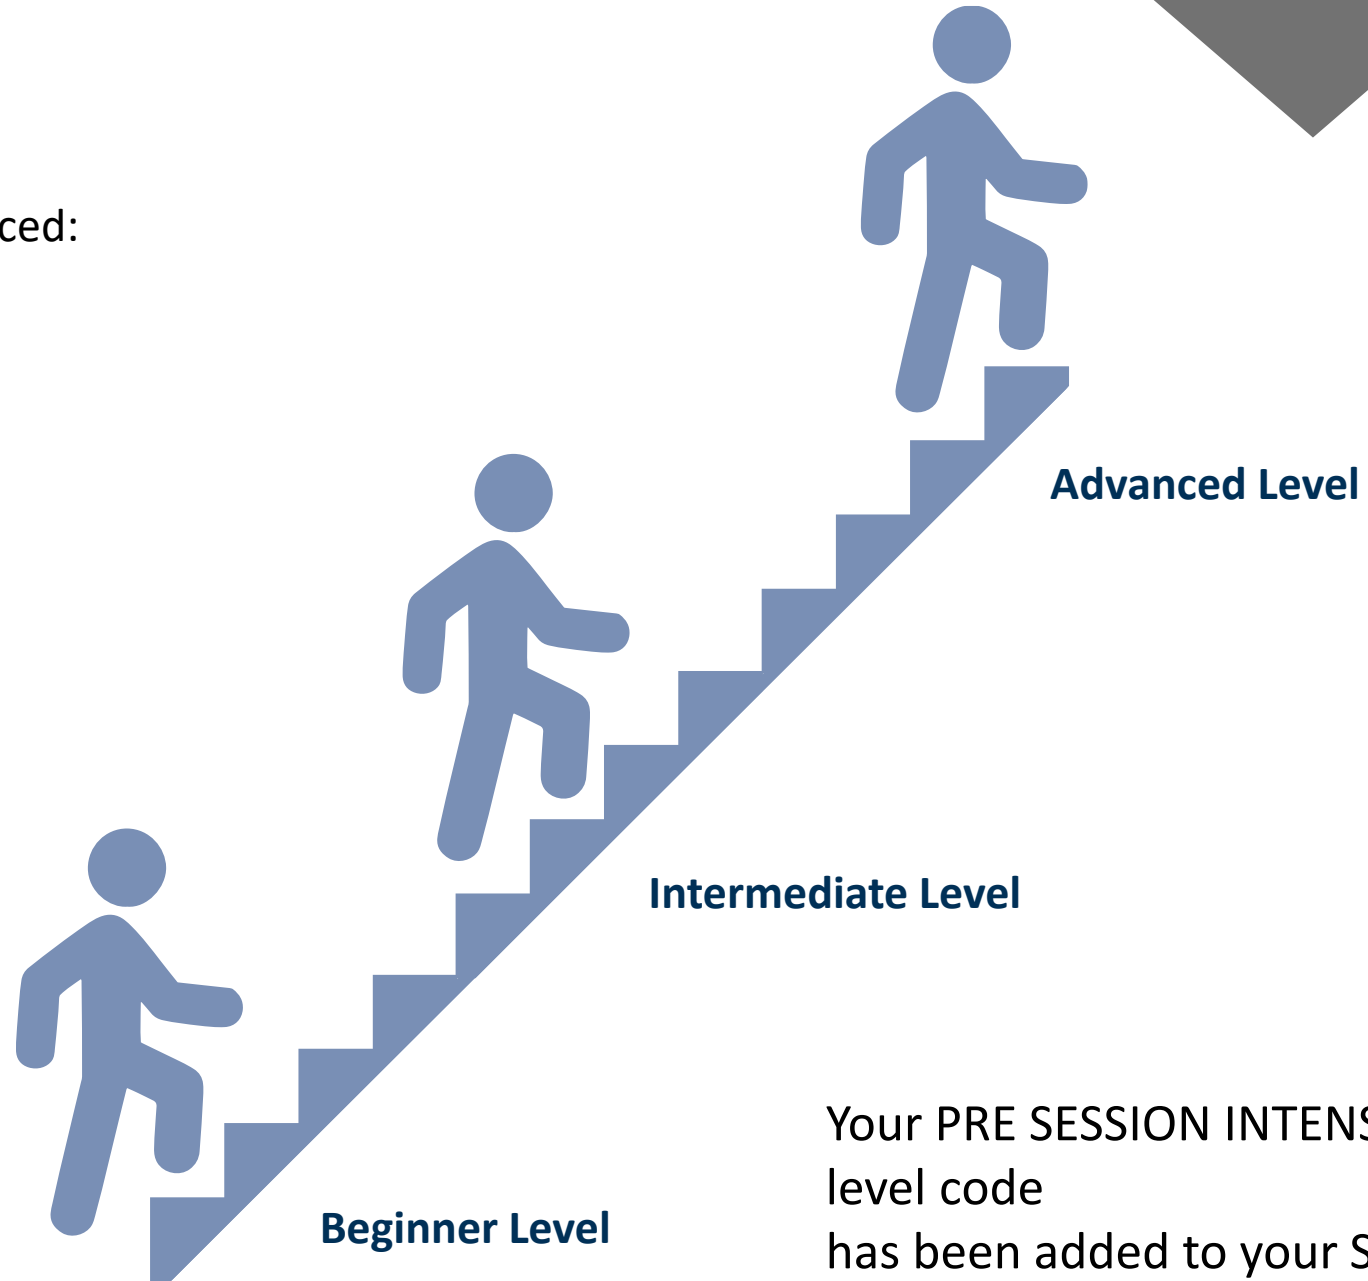 ced:
Advanced Level
Intermediate Level
Your PRE SESSION INTENS
level code
has been added to your S
Beginner Level